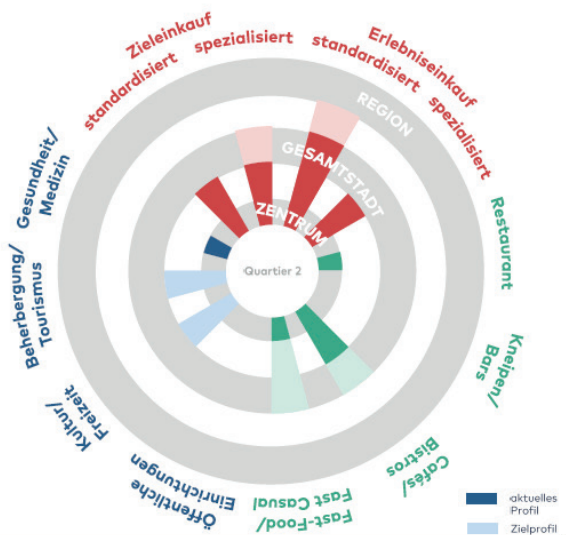 Zieleinkauf
standardisiert spezialisiert
Erlebniseinkauf
standardisiert spezialisiert
REGION
GESAMTSTADT
ZENTRUM
Quartier 2
Restaurant
Kneipen/
Bars
Cafés/
Bistros
Fast-Food/
Fast Casual
Öffentliche
Einrichtungen
Kultur/
Freizeit
Beherbergung/
Tourismus
Gesundheit/
Medizin
aktuelles
Profil
Zielprofil